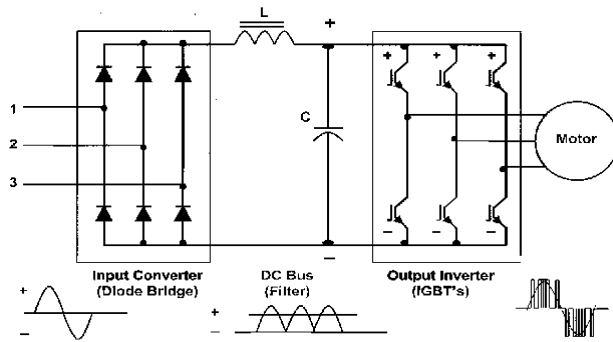 L
+
+ + +
1
C
Motor
2
3
− − −
−
Input Converter
(Diode Bridge)
DC Bus
(Filter)
Output Inverter
(IGBT's)
+
−
+
−